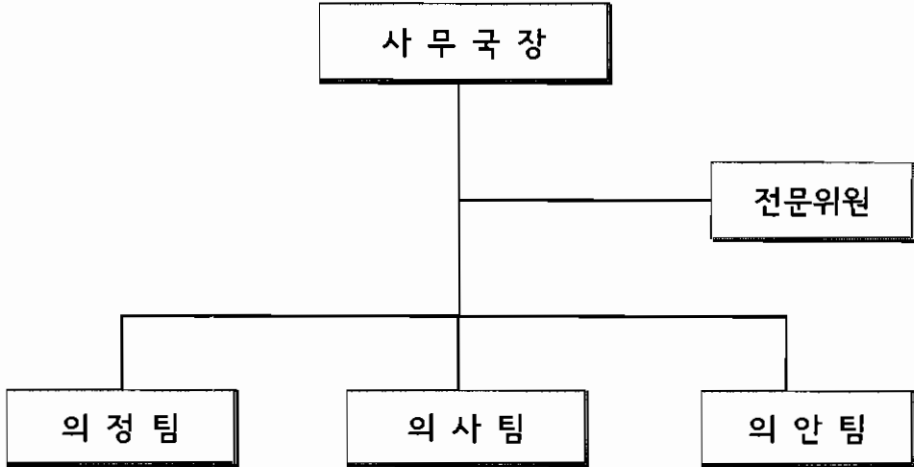 사 무 국 장
전문위원
의 정 팀
의 사 팀
의 안 팀